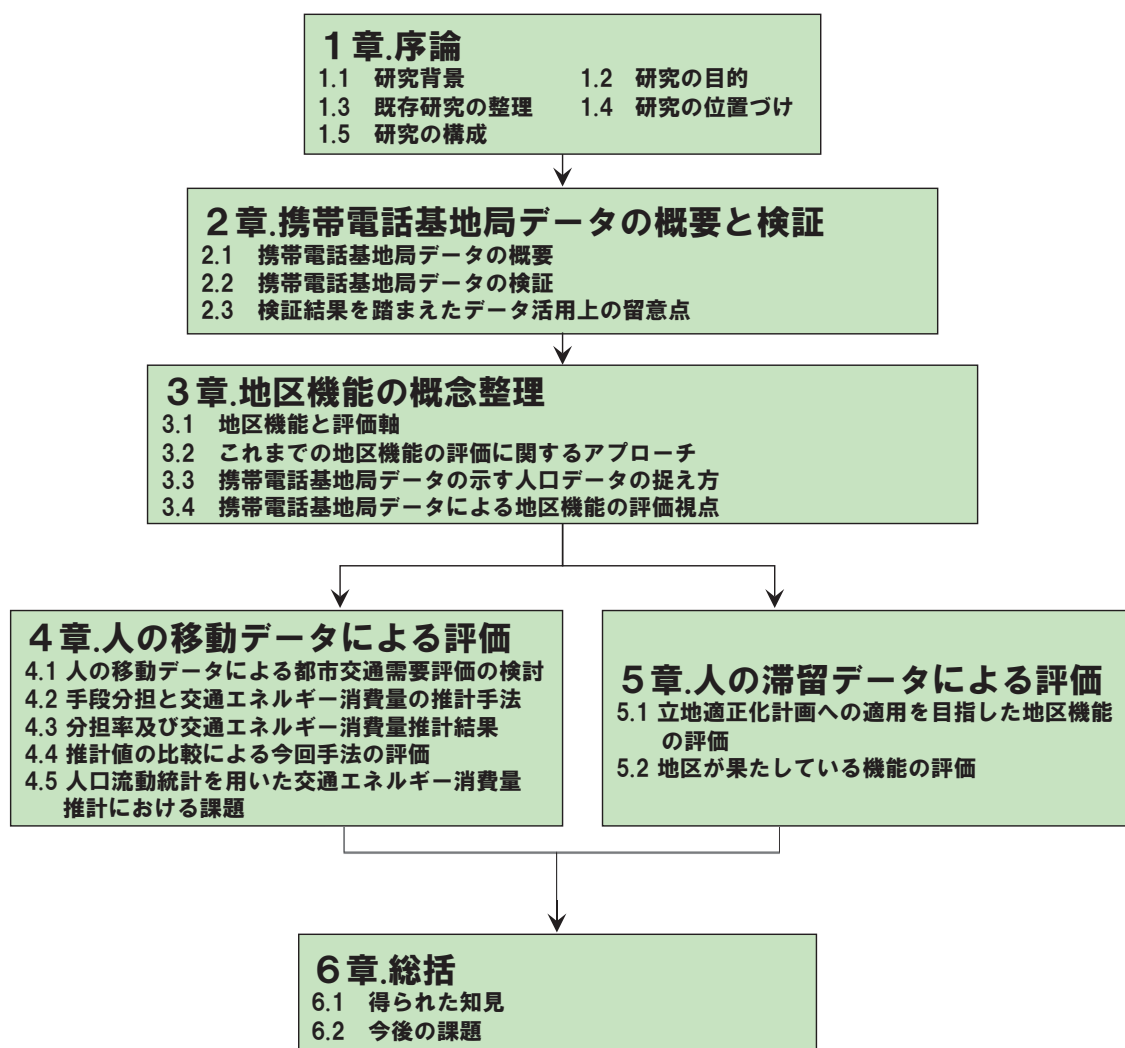 1章.序論
1.1 研究背景 1.2 研究の目的
1.3 既存研究の整理 1.4 研究の位置づけ
1.5 研究の構成
2章.携帯電話基地局データの概要と検証
2.1 携帯電話基地局データの概要
2.2 携帯電話基地局データの検証
2.3 検証結果を踏まえたデータ活用上の留意点
3章.地区機能の概念整理
3.1 地区機能と評価軸
3.2 これまでの地区機能の評価に関するアプローチ
3.3 携帯電話基地局データの示す人口データの捉え方
3.4 携帯電話基地局データによる地区機能の評価視点
4章.人の移動データによる評価
4.1 人の移動データによる都市交通需要評価の検討
4.2 手段分担と交通エネルギー消費量の推計手法
4.3 分担率及び交通エネルギー消費量推計結果
4.4 推計値の比較による今回手法の評価
4.5 人口流動統計を用いた交通エネルギー消費量
推計における課題
5章.人の滞留データによる評価
5.1 立地適正化計画への適用を目指した地区機能
の評価
5.2 地区が果たしている機能の評価
6章.総括
6.1 得られた知見
6.2 今後の課題